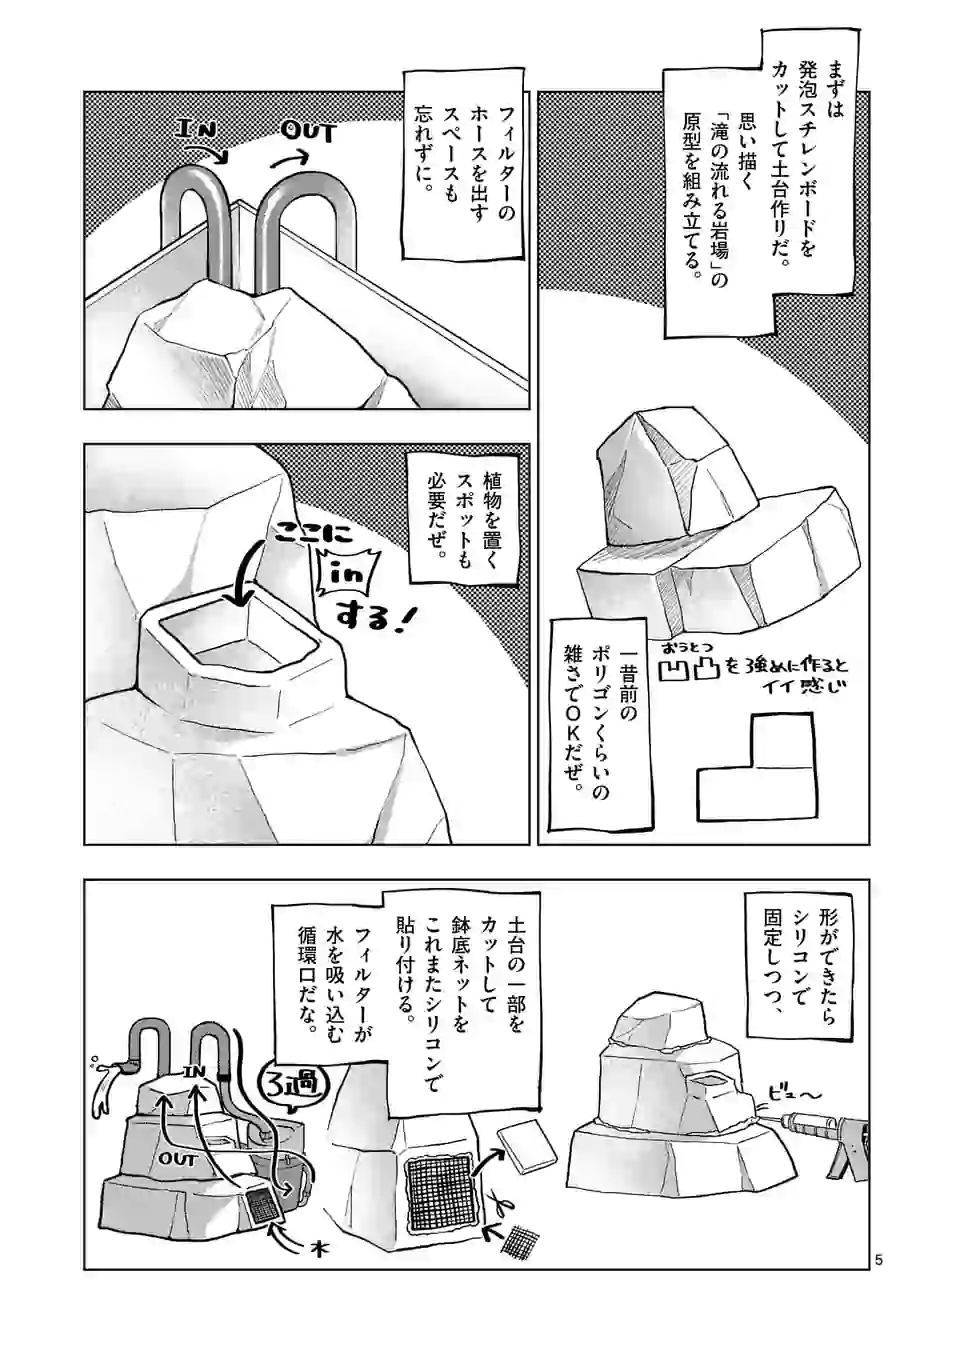 まずは
発泡スチレンボードを
カットして土台作りだ。
思い描く
「滝の流れる岩場」の
原型を組み立てる。
おうとつ
凹凸を強めに作ると
イイ感じ
一昔前の
ポリゴンくらいの
雑さでOKだぜ。
フィルターの
ホースを出す
スペースも
忘れずに。
IN
OUT
植物を置く
スポットも
必要だぜ。
ここに
in
する!
形ができたら
シリコンで
固定しつつ、
ビュ〜
土台の一部を
カットして
鉢底ネットを
これまたシリコンで
貼り付ける。
フィルターが
水を吸い込む
循環口だな。
ろ過
IN
OUT
水
5